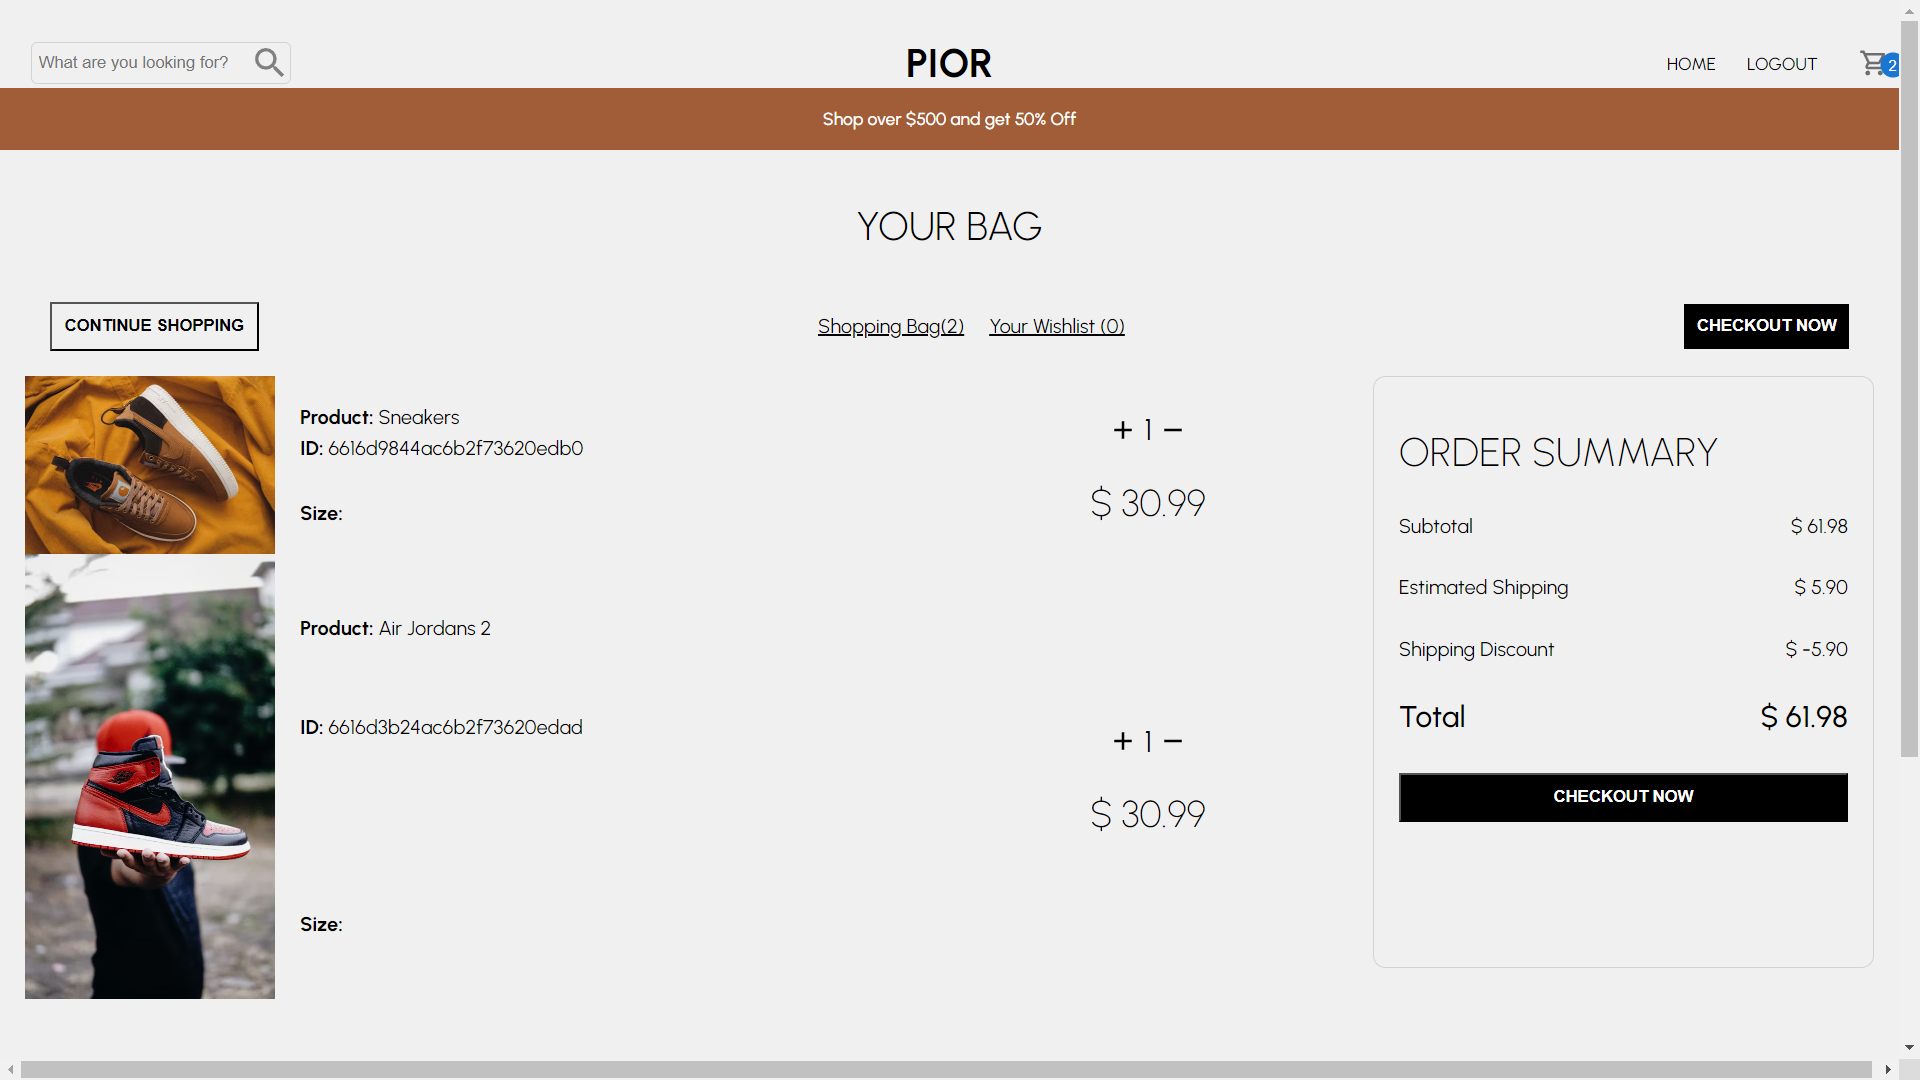 What are you looking for?
PIOR
HOME
LOGOUT
2
Shop over $500 and get 50% Off
YOUR BAG
CONTINUE SHOPPING
Shopping Bag(2)
Your Wishlist (0)
CHECKOUT NOW
Product: Sneakers
ID: 6616d9844ac6b2f73620edb0
Size:
+ 1 −
$ 30.99
Product: Air Jordans 2
ID: 6616d3b24ac6b2f73620edad
Size:
+ 1 −
$ 30.99
ORDER SUMMARY
Subtotal $ 61.98
Estimated Shipping $ 5.90
Shipping Discount $ -5.90
Total $ 61.98
CHECKOUT NOW